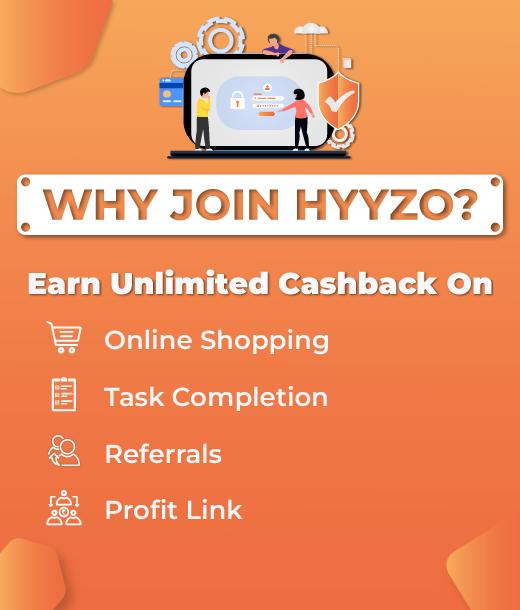 WHY JOIN HYYZO?
Earn Unlimited Cashback On
Online Shopping
Task Completion
Referrals
Profit Link